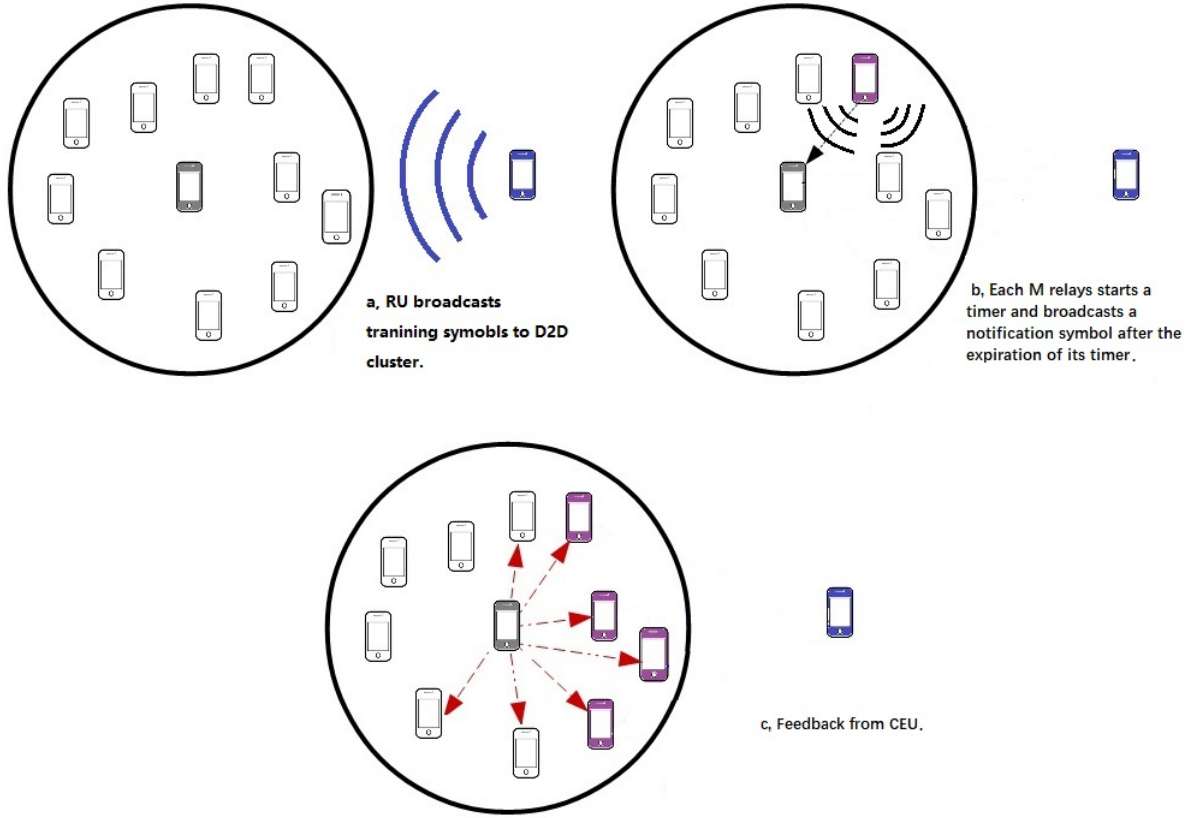 a, RU broadcasts
tranining symobls to D2D
cluster.
b, Each M relays starts a
timer and broadcasts a
notification symbol after the
expiration of its timer.
c, Feedback from CEU.